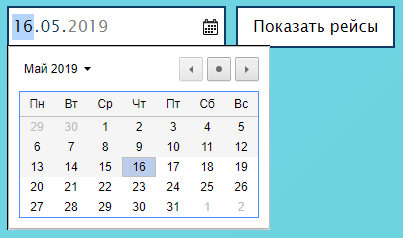 16.05.2019 Показать рейсы
Май 2019
Пн Вт Ср Чт Пт Сб Вс
29 30 1 2 3 4 5
6 7 8 9 10 11 12
13 14 15 16 17 18 19
20 21 22 23 24 25 26
27 28 29 30 31 1 2